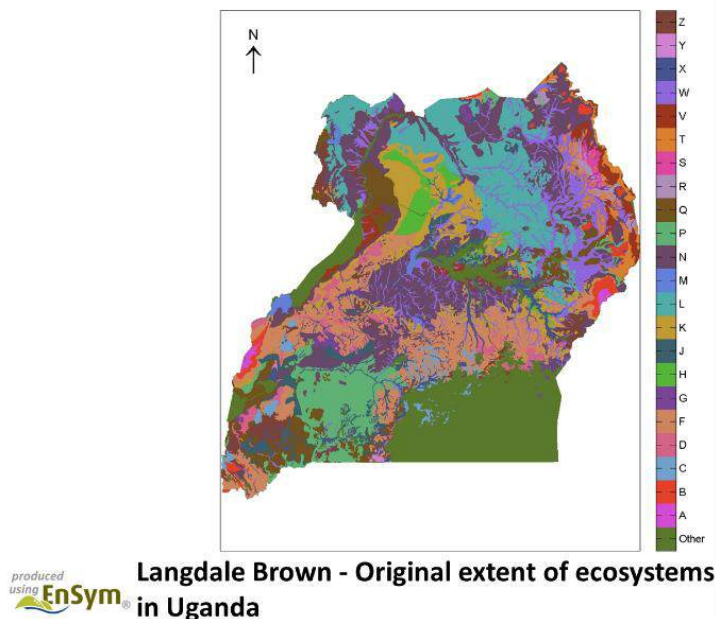 N
Z
Y
X
W
V
T
S
R
Q
P
N
M
L
K
J
H
G
F
D
C
B
A
Other
produced
using EnSym®
Langdale Brown - Original extent of ecosystems
in Uganda